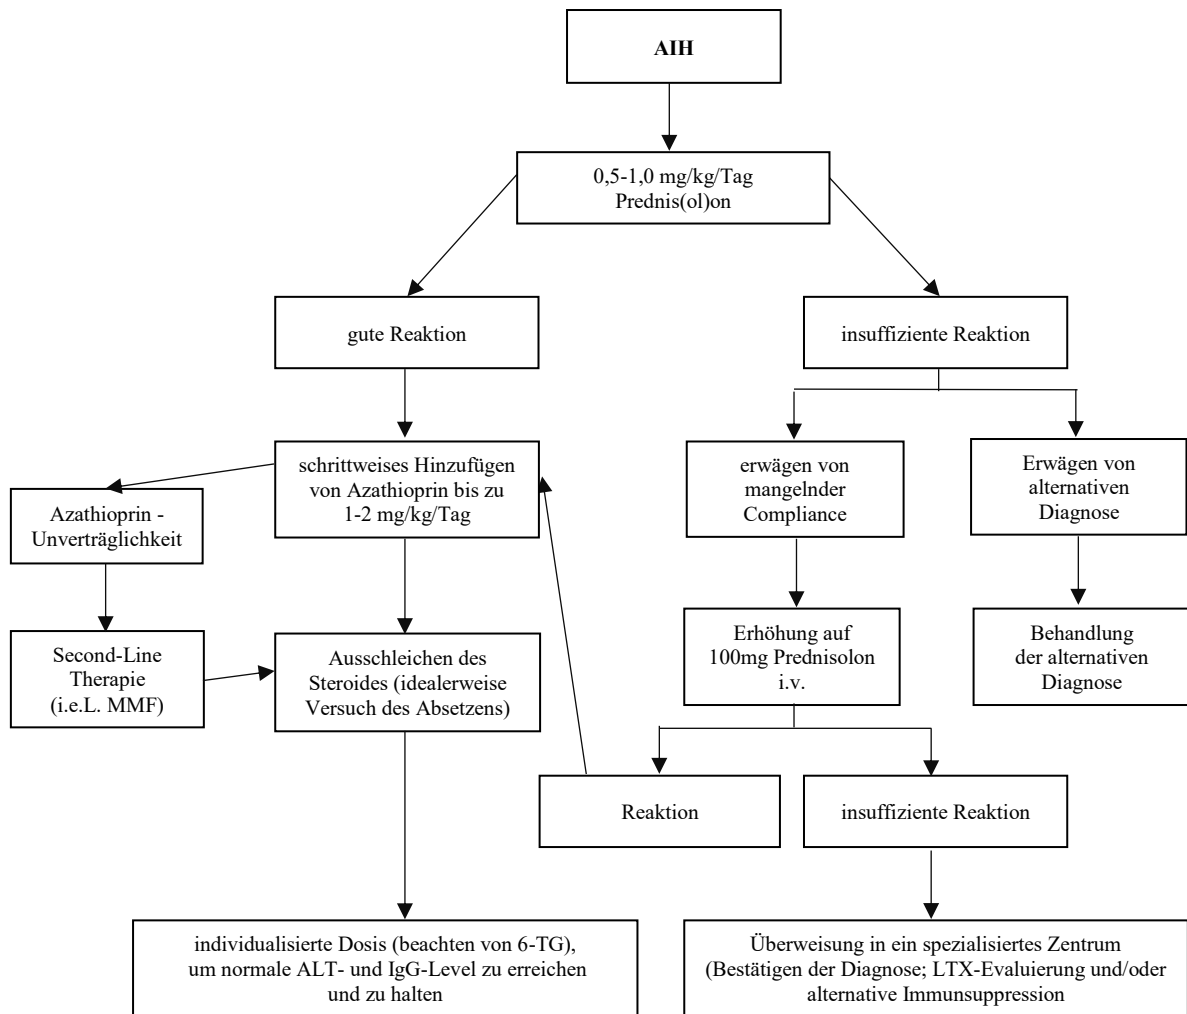 AIH
0,5-1,0 mg/kg/Tag
Prednis(ol)on
gute Reaktion
insuffiziente Reaktion
schrittweises Hinzufügen
von Azathioprin bis zu
1-2 mg/kg/Tag
erwägen von
mangelnder
Compliance
Erwägen von
alternativen
Diagnose
Azathioprin -
Unverträglichkeit
Second-Line
Therapie
(i.e.L. MMF)
Ausschleichen des
Steroides (idealerweise
Versuch des Absetzens)
Erhöhung auf
100mg Prednisolon
i.v.
Behandlung
der alternativen
Diagnose
Reaktion
insuffiziente Reaktion
individualisierte Dosis (beachten von 6-TG),
um normale ALT- und IgG-Level zu erreichen
und zu halten
Überweisung in ein spezialisiertes Zentrum
(Bestätigen der Diagnose; LTX-Evaluierung und/oder
alternative Immunsuppression